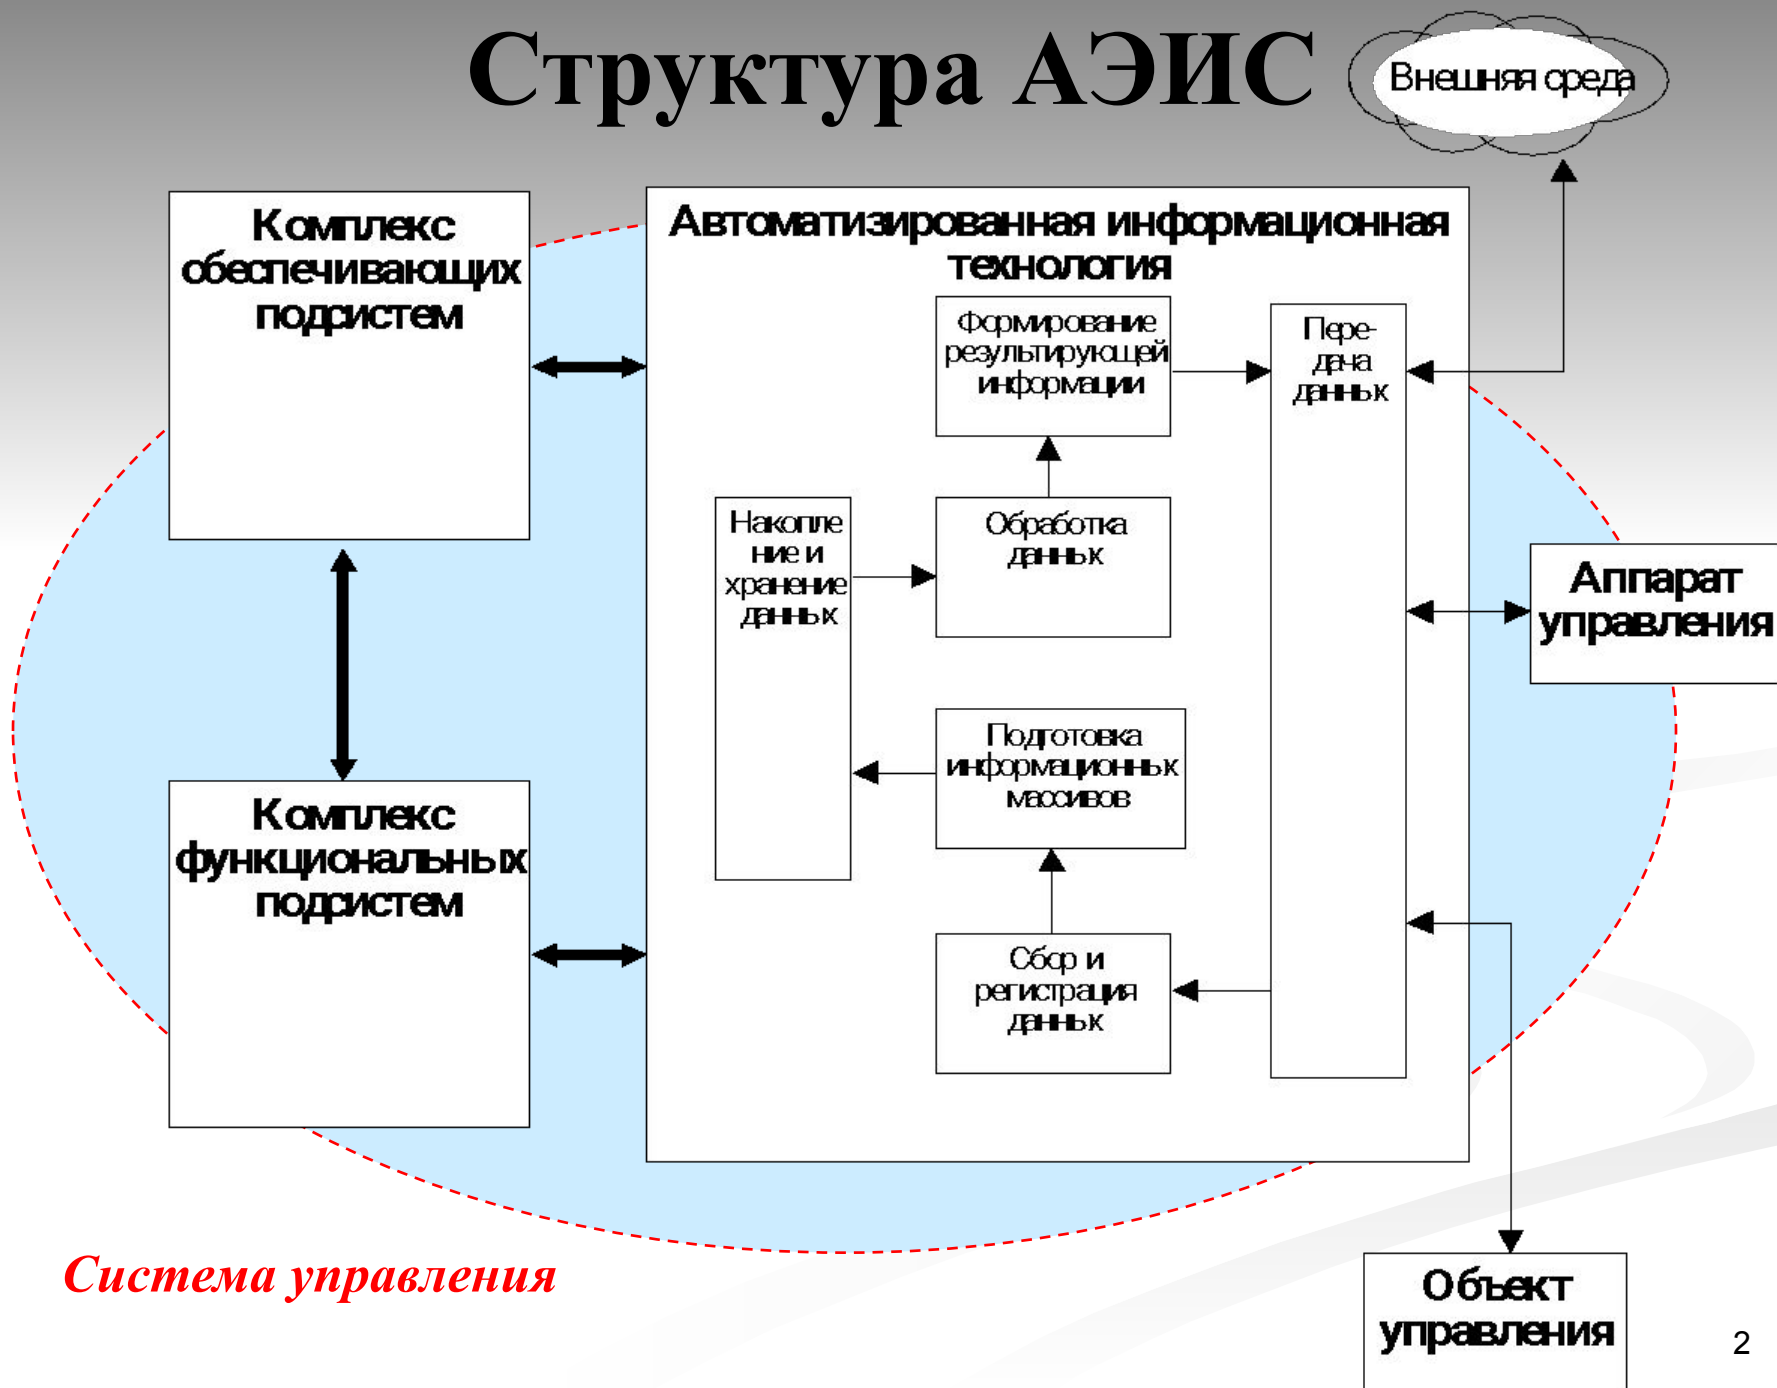 Структура АЭИС
Внешняя среда
Комплекс
обеспечивающих
подсистем
Автоматизированная информационная
технология
Формирование
результирующей
информации
Пере-
дача
данных
Накопле
ние и
хранение
данных
Обработка
данных
Аппарат
управления
Подготовка
информационных
массивов
Комплекс
функциональных
подсистем
Сбор и
регистрация
данных
Система управления
Объект
управления
2